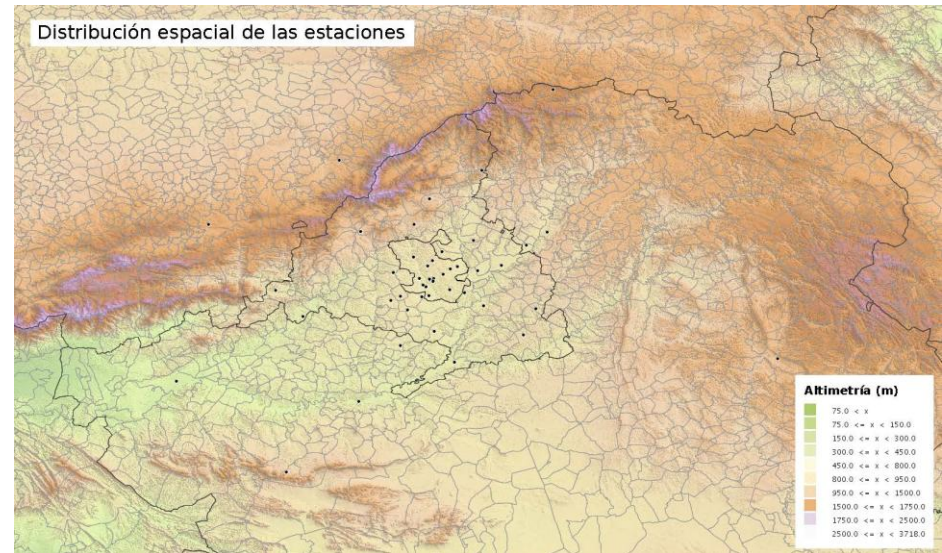 Distribución espacial de las estaciones
Altimetría (m)
75.0 < x
75.0 <= x < 150.0
150.0 <= x < 300.0
300.0 <= x < 450.0
450.0 <= x < 800.0
800.0 <= x < 950.0
950.0 <= x < 1500.0
1500.0 <= x < 1750.0
1750.0 <= x < 2500.0
2500.0 <= x < 3718.0